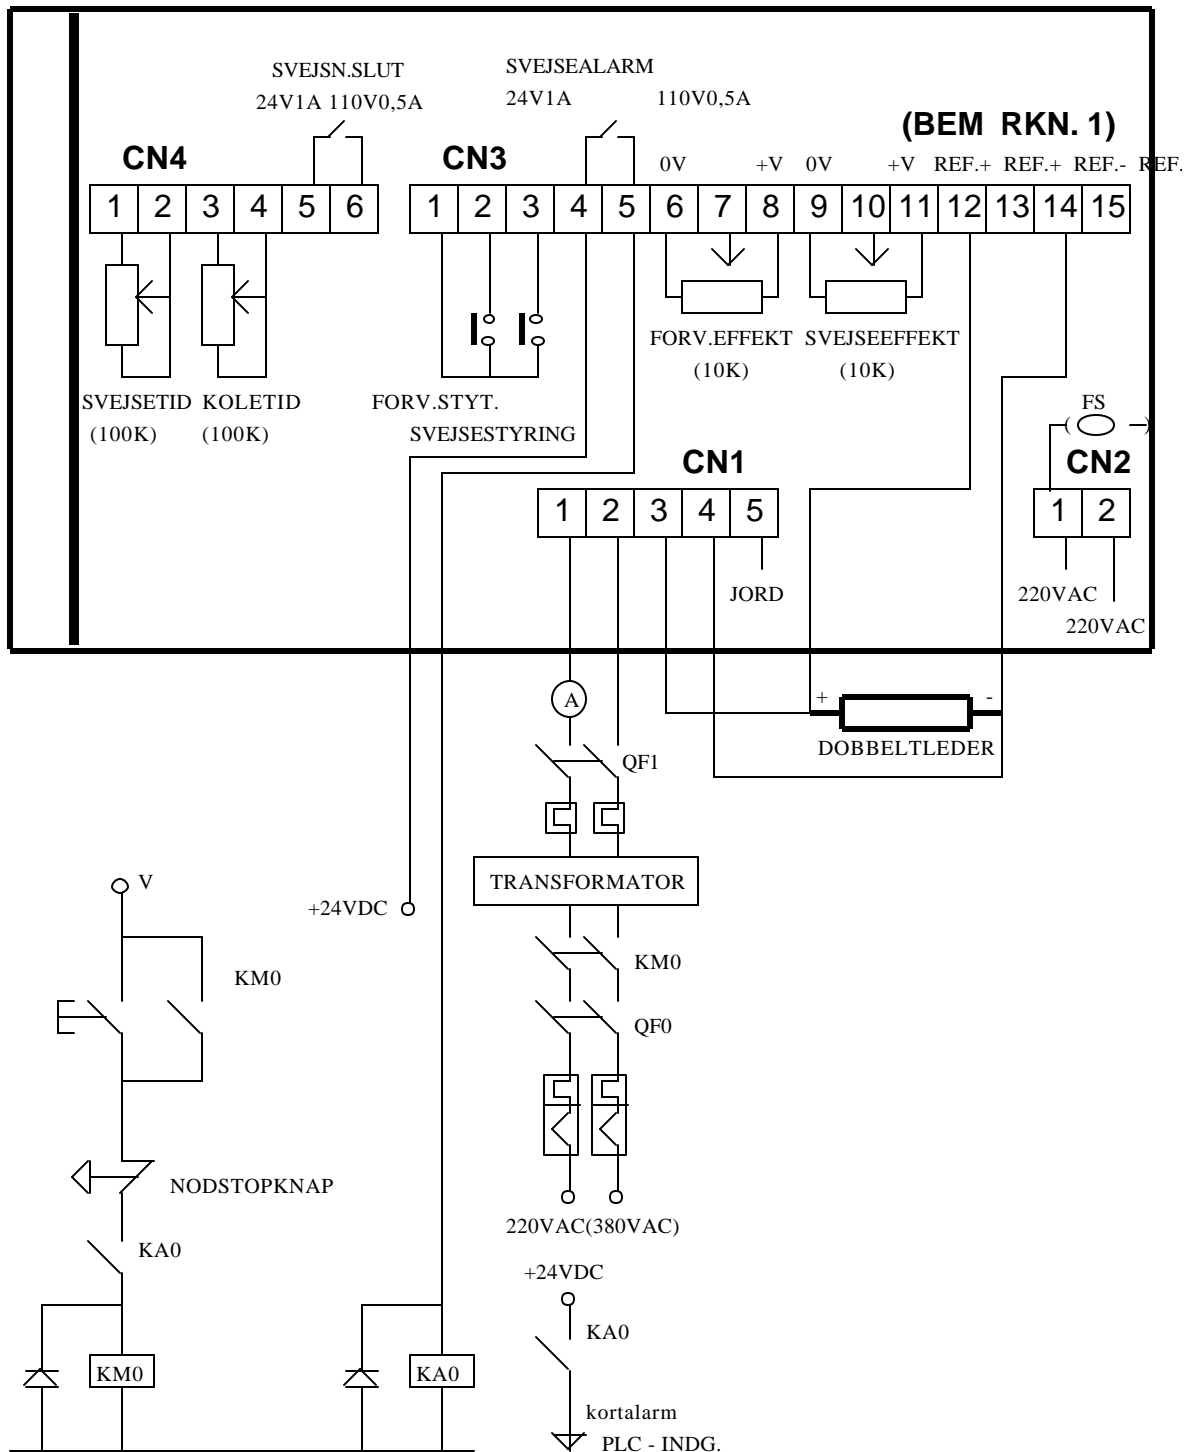 SVEJSN.SLUT
24V1A 110V0,5A
SVEJSEALARM
24V1A 110V0,5A
(BEM RKN. 1)
CN4
CN3
0V +V 0V +V REF.+ REF.+ REF.- REF.
1 2 3 4 5 6
1 2 3 4 5 6 7 8 9 10 11 12 13 14 15
SVEJSETID KOLETID
(100K) (100K)
FORV.STYT.
SVEJSESTYRING
FORV.EFFEKT SVEJSEEFFEKT
(10K) (10K)
FS
CN1
CN2
1 2 3 4 5
1 2
JORD
220VAC
220VAC
A
+ -
DOBBELTLEDER
QF1
TRANSFORMATOR
V
+24VDC
KM0
KM0
QF0
NODSTOPKNAP
220VAC(380VAC)
KA0
+24VDC
KA0
KM0
KA0
kortalarm
PLC - INDG.